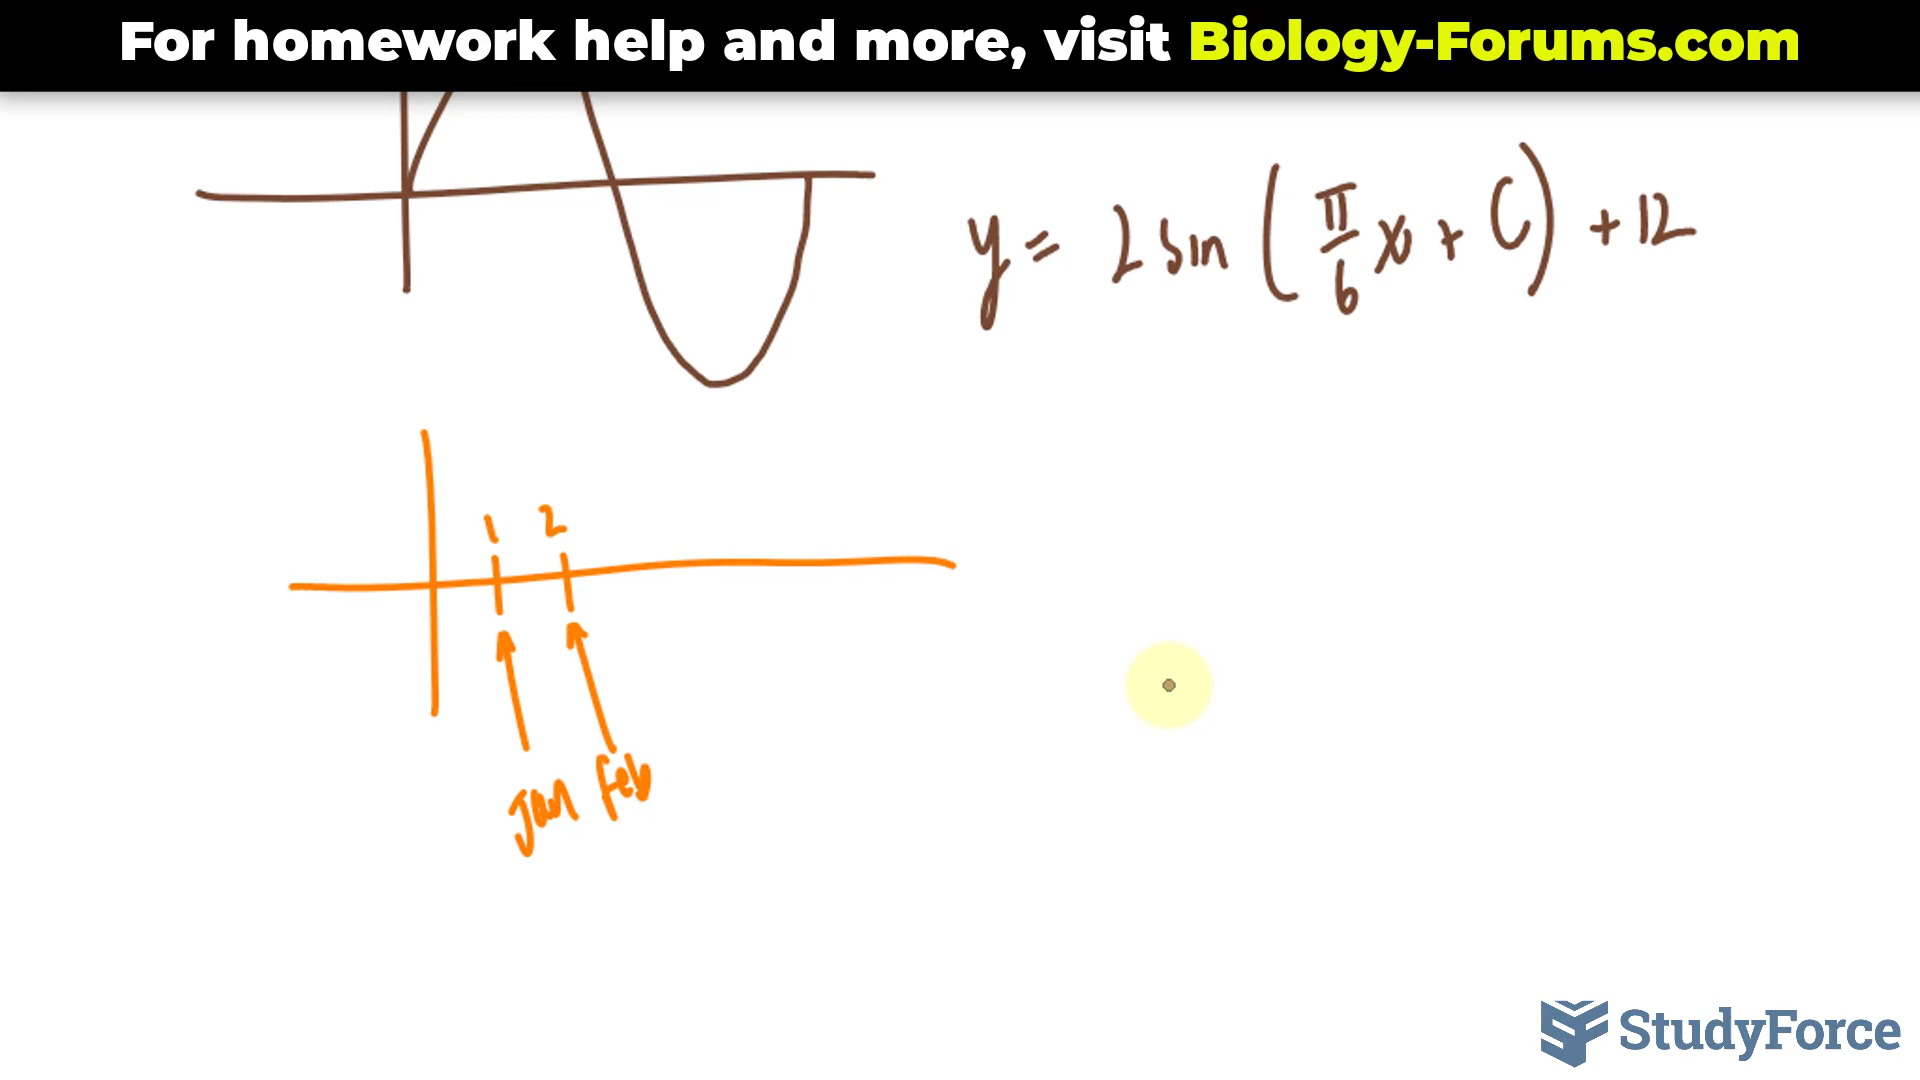 For homework help and more, visit Biology-Forums.com
y = 2 sin (π/6 x + C) + 12
1 2
Jan Feb
StudyForce